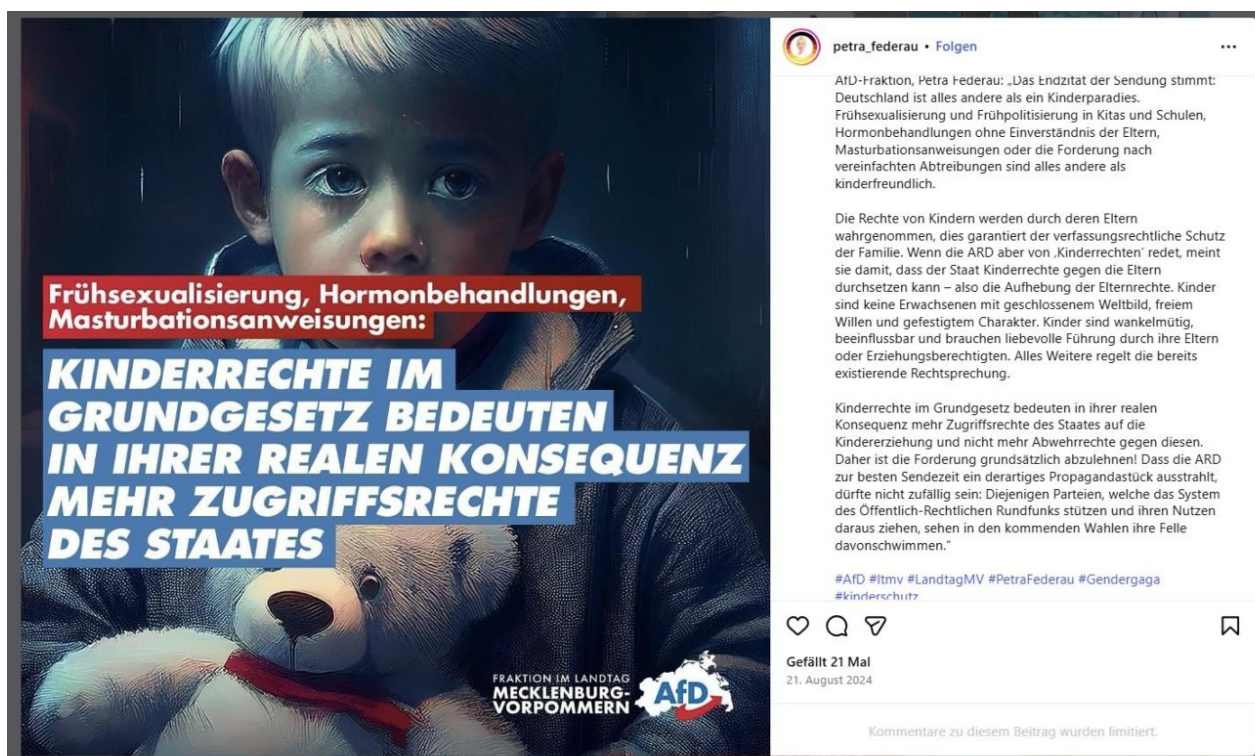 Frühsexualisierung, Hormonbehandlungen,
Masturbationsanweisungen:
KINDERRECHTE IM
GRUNDGESETZ BEDEUTEN
IN IHRER REALEN KONSEQUENZ
MEHR ZUGRIFFSRECHTE
DES STAATES
FRAKTION IM LANDTAG
MECKLENBURG-
VORPOMMERN
AfD
petra_federau • Folgen
AfD-Fraktion, Petra Federau: „Das Endzitat der Sendung stimmt:
Deutschland ist alles andere als ein Kinderparadies.
Frühsexualisierung und Frühpolitisierung in Kitas und Schulen,
Hormonbehandlungen ohne Einverständnis der Eltern,
Masturbationsanweisungen oder die Forderung nach
vereinfachten Abtreibungen sind alles andere als
kinderfreundlich.
Die Rechte von Kindern werden durch deren Eltern
wahrgenommen, dies garantiert der verfassungsrechtliche Schutz
der Familie. Wenn die ARD aber von ‚Kinderrechten‘ redet, meint
sie damit, dass der Staat Kinderrechte gegen die Eltern
durchsetzen kann – also die Aufhebung der Elternrechte. Kinder
sind keine Erwachsenen mit geschlossenem Weltbild, freiem
Willen und gefestigtem Charakter. Kinder sind wankelmütig,
beeinflussbar und brauchen liebevolle Führung durch ihre Eltern
oder Erziehungsberechtigten. Alles Weitere regelt die bereits
existierende Rechtsprechung.
Kinderrechte im Grundgesetz bedeuten in ihrer realen
Konsequenz mehr Zugriffsrechte des Staates auf die
Kindererziehung und nicht mehr Abwehrrechte gegen diesen.
Daher ist die Forderung grundsätzlich abzulehnen! Dass die ARD
zur besten Sendezeit ein derartiges Propagandastück ausstrahlt,
dürfte nicht zufällig sein: Diejenigen Parteien, welche das System
des Öffentlich-Rechtlichen Rundfunks stützen und ihren Nutzen
daraus ziehen, sehen in den kommenden Wahlen ihre Felle
davonschwimmen.“
#AfD #ltmv #LandtagMV #PetraFederau #Gendergaga
#kinderschutz
Gefällt 21 Mal
21. August 2024
Kommentare zu diesem Beitrag wurden limitiert.